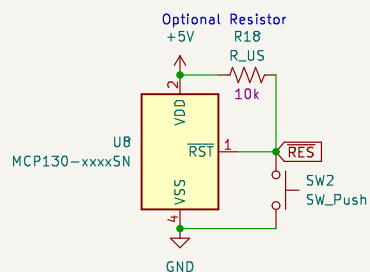 Optional Resistor
+5V
R18
R_US
10k
2
VDD
U8
MCP130-xxxxSN
RST
1
RES
VSS
4
SW2
SW_Push
GND